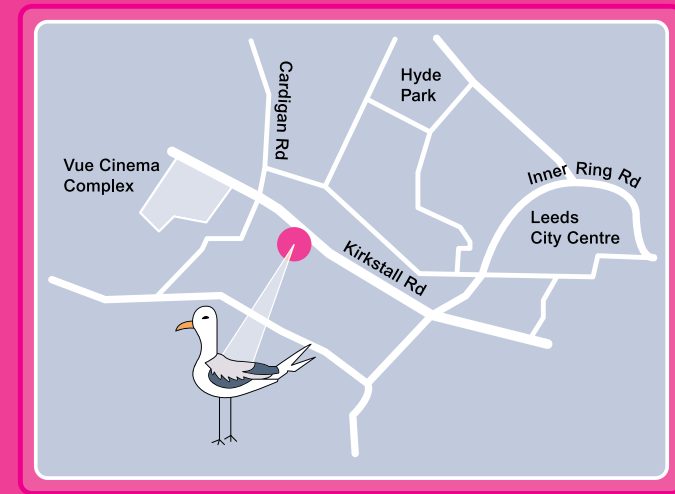 Cardigan Rd
Hyde
Park
Vue Cinema
Complex
Inner Ring Rd
Leeds
City Centre
Kirkstall Rd